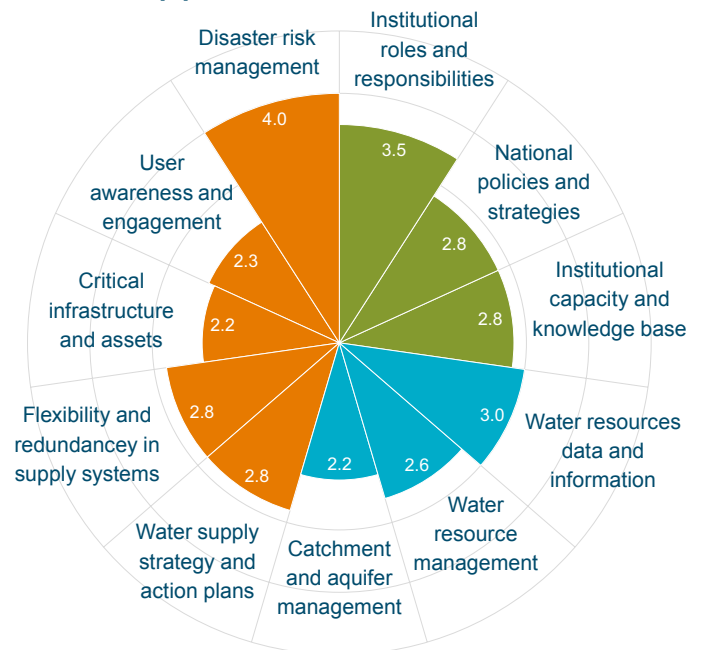 Disaster risk
management
4.0
Institutional
roles and
responsibilities
3.5
National
policies and
strategies
2.8
Institutional
capacity and
knowledge base
2.8
Water resources
data and
information
3.0
Water
resource
management
2.6
Catchment
and aquifer
management
2.2
Water supply
strategy and
action plans
2.8
Flexibility and
redundancey in
supply systems
2.8
Critical
infrastructure
and assets
2.2
User
awareness and
engagement
2.3